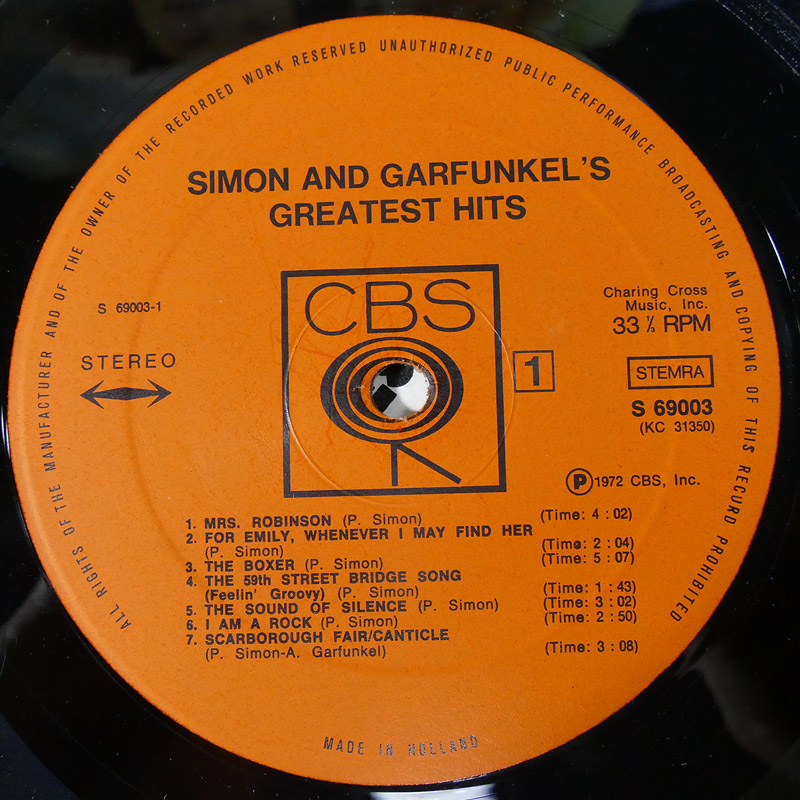 ALL RIGHTS OF THE MANUFACTURER AND OF THE OWNER OF THE RECORDED WORK RESERVED UNAUTHORIZED PUBLIC PERFORMANCE BROADCASTING AND COPYING OF THIS RECORD PROHIBITED
SIMON AND GARFUNKEL'S
GREATEST HITS
CBS
S 69003-1
STEREO
1
Charing Cross
Music, Inc.
33 ⅓ RPM
STEMRA
S 69003
(KC 31350)
Ⓟ1972 CBS, Inc.
1. MRS. ROBINSON (P. Simon) (Time: 4 : 02)
2. FOR EMILY, WHENEVER I MAY FIND HER
(P. Simon) (Time: 2 : 04)
3. THE BOXER (P. Simon) (Time: 5 : 07)
4. THE 59th STREET BRIDGE SONG
(Feelin' Groovy) (P. Simon) (Time: 1 : 43)
5. THE SOUND OF SILENCE (P. Simon) (Time: 3 : 02)
6. I AM A ROCK (P. Simon) (Time: 2 : 50)
7. SCARBOROUGH FAIR/CANTICLE
(P. Simon-A. Garfunkel) (Time: 3 : 08)
MADE IN HOLLAND